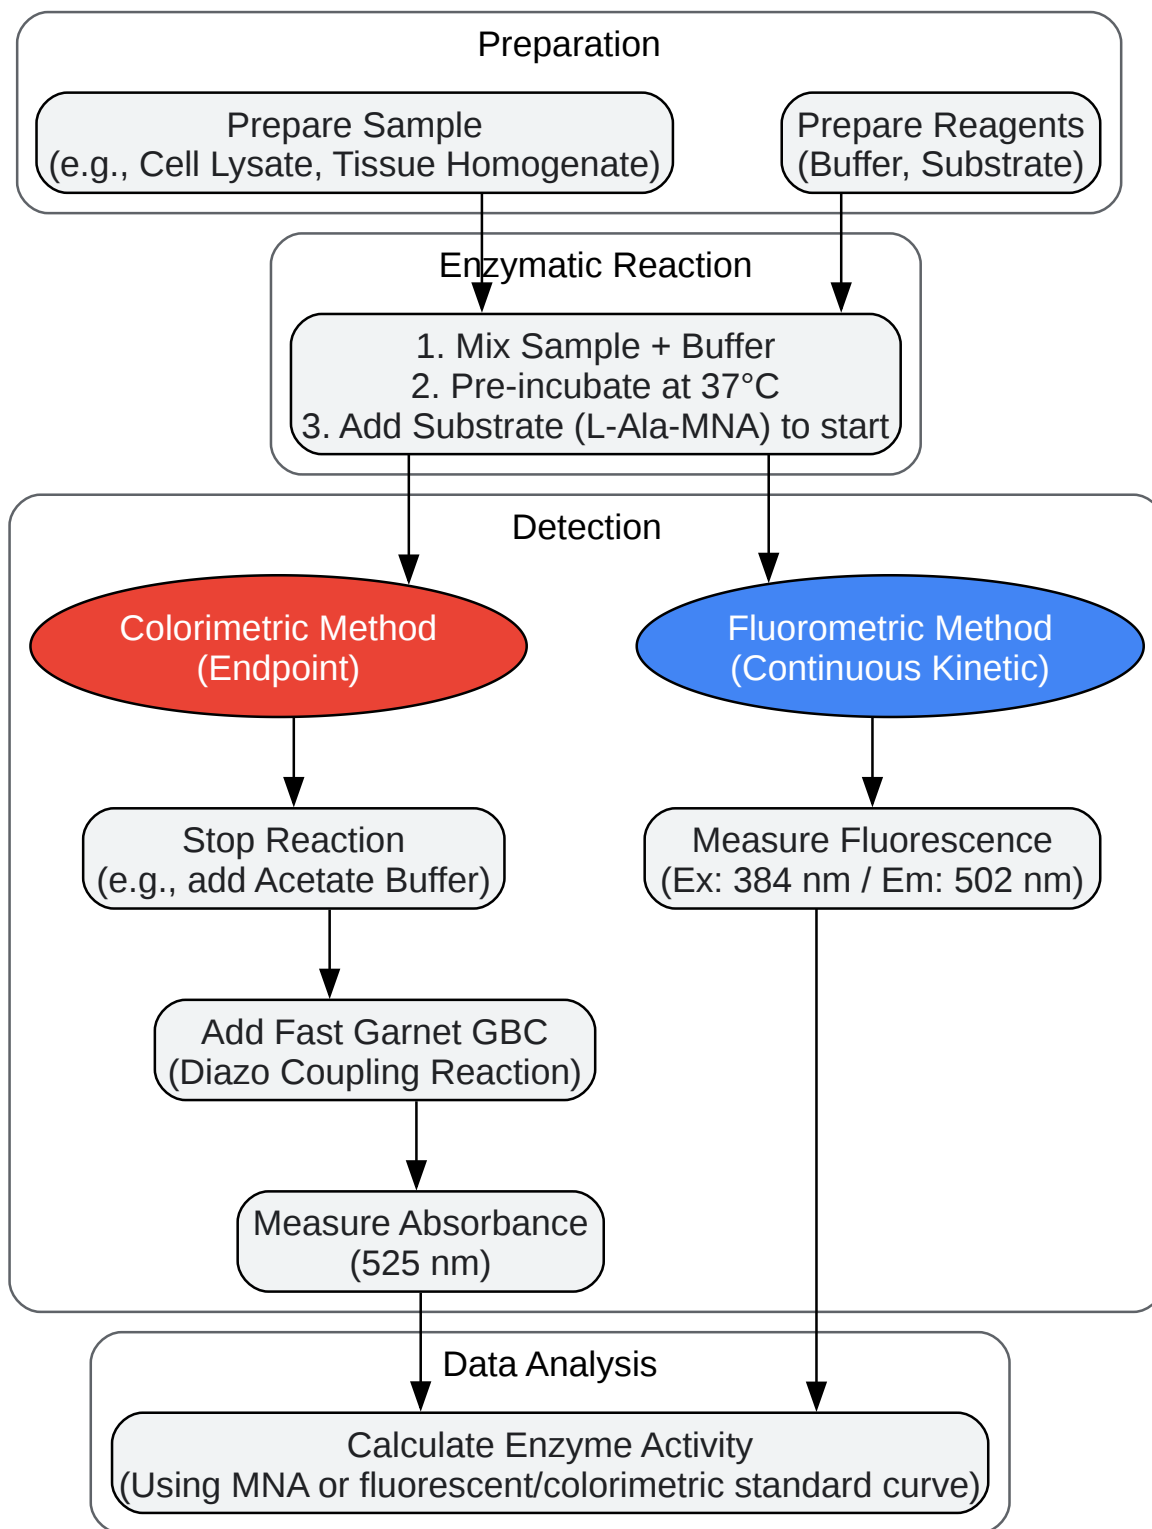 Preparation
Prepare Sample
(e.g., Cell Lysate, Tissue Homogenate)
Prepare Reagents
(Buffer, Substrate)
Enzymatic Reaction
1. Mix Sample + Buffer
2. Pre-incubate at 37°C
3. Add Substrate (L-Ala-MNA) to start
Detection
Colorimetric Method
(Endpoint)
Fluorometric Method
(Continuous Kinetic)
Stop Reaction
(e.g., add Acetate Buffer)
Measure Fluorescence
(Ex: 384 nm / Em: 502 nm)
Add Fast Garnet GBC
(Diazo Coupling Reaction)
Measure Absorbance
(525 nm)
Data Analysis
Calculate Enzyme Activity
(Using MNA or fluorescent/colorimetric standard curve)